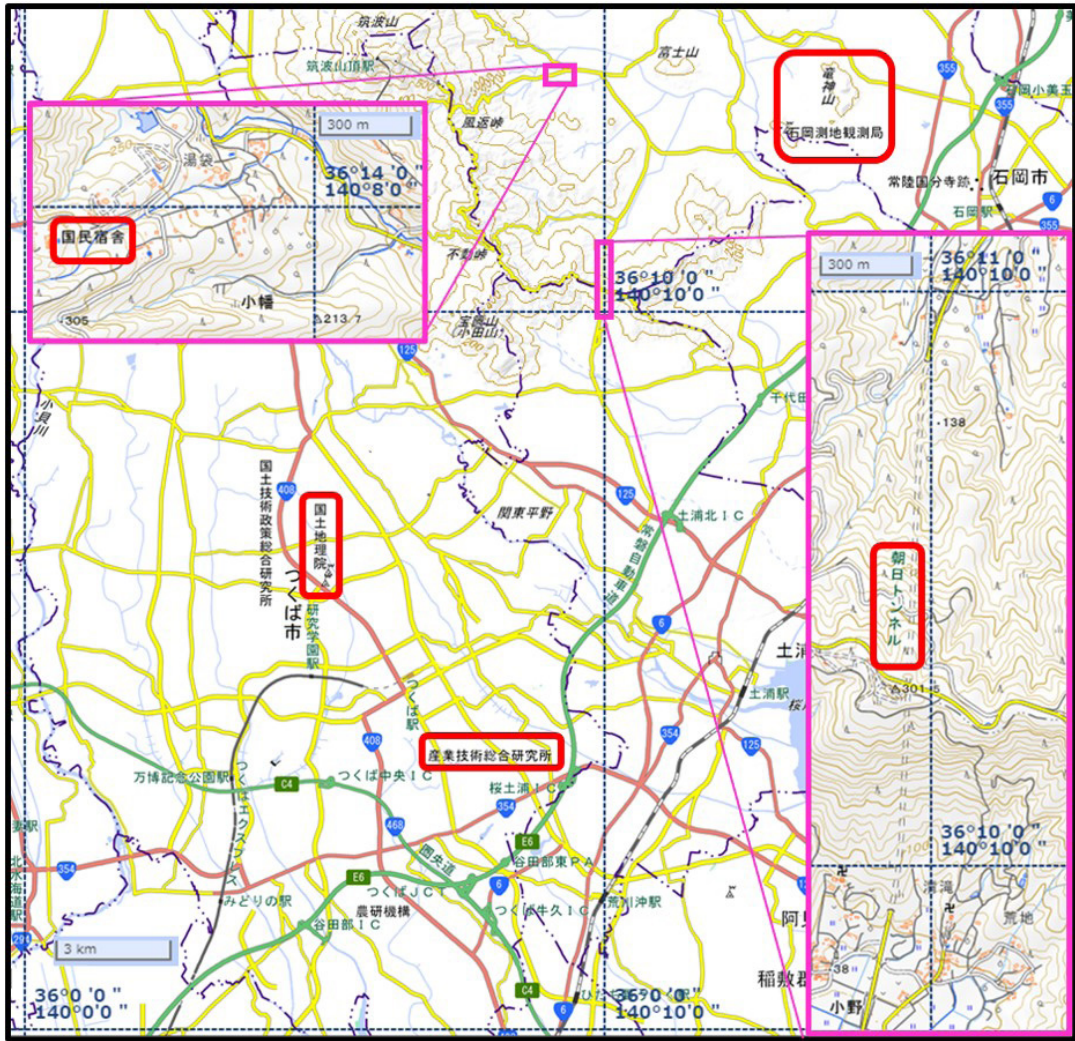 筑波山
筑波山頂駅
富士山
竜神山
355
石岡小美玉
355
風返峠
石岡測地観測局
常陸国分寺跡
石岡市
石岡駅
6
355
300 m
湯袋
36°14 '0 "
140°8'0 "
国民宿舎
小幡
305
213 7
不動峠
36°10 '0 "
140°10'0 "
宝篋山
小田山
125
300 m
36°11 '0 "
140°10'0 "
138
朝日トンネル
301 5
36°10 '0 "
140°10'0 "
清滝
荒地
38
小野
小貝川
千代田
408
国土技術政策総合研究所
国土地理院
つくば市
研究学園駅
関東平野
125
土浦北IC
常磐自動車道
6
土浦
土浦駅
つくば駅
408
354
125
産業技術総合研究所
万博記念公園駅
つくばエクスプレス
C4
つくば中央IC
桜土浦IC
354
468
圏央道
E6
谷田部東PA
354
北水海道駅
E6
つくばJCT
6
みどりの駅
農研機構
谷田部IC
つくば牛久IC
荒川沖駅
294
3 km
C4
6
稲敷郡
36°0 '0 "
140°0'0 "
36°0 '0 "
140°10'0 "